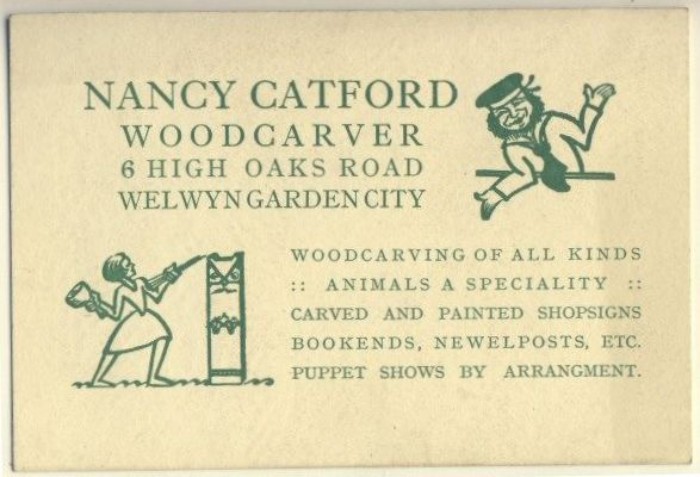 NANCY CATFORD
WOODCARVER
6 HIGH OAKS ROAD
WELWYN GARDEN CITY
WOODCARVING OF ALL KINDS
:: ANIMALS A SPECIALITY ::
CARVED AND PAINTED SHOPSIGNS
BOOKENDS, NEWELPOSTS, ETC.
PUPPET SHOWS BY ARRANGMENT.